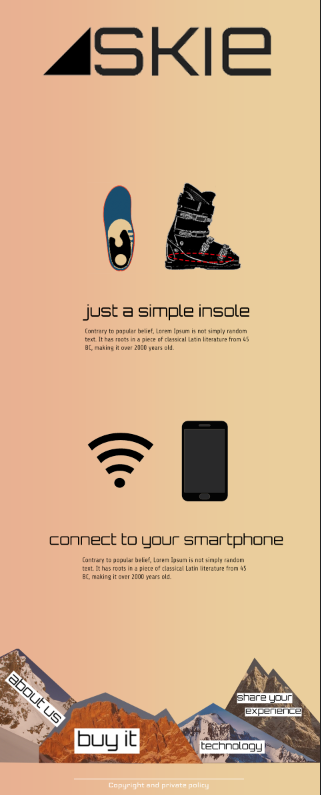 SKIE
just a simple insole
Contrary to popular belief, Lorem Ipsum is not simply random
text. It has roots in a piece of classical Latin literature from 45
BC, making it over 2000 years old.
connect to your smartphone
Contrary to popular belief, Lorem Ipsum is not simply random
text. It has roots in a piece of classical Latin literature from 45
BC, making it over 2000 years old.
about us
buy it
share your
experience
technology
Copyright and private policy